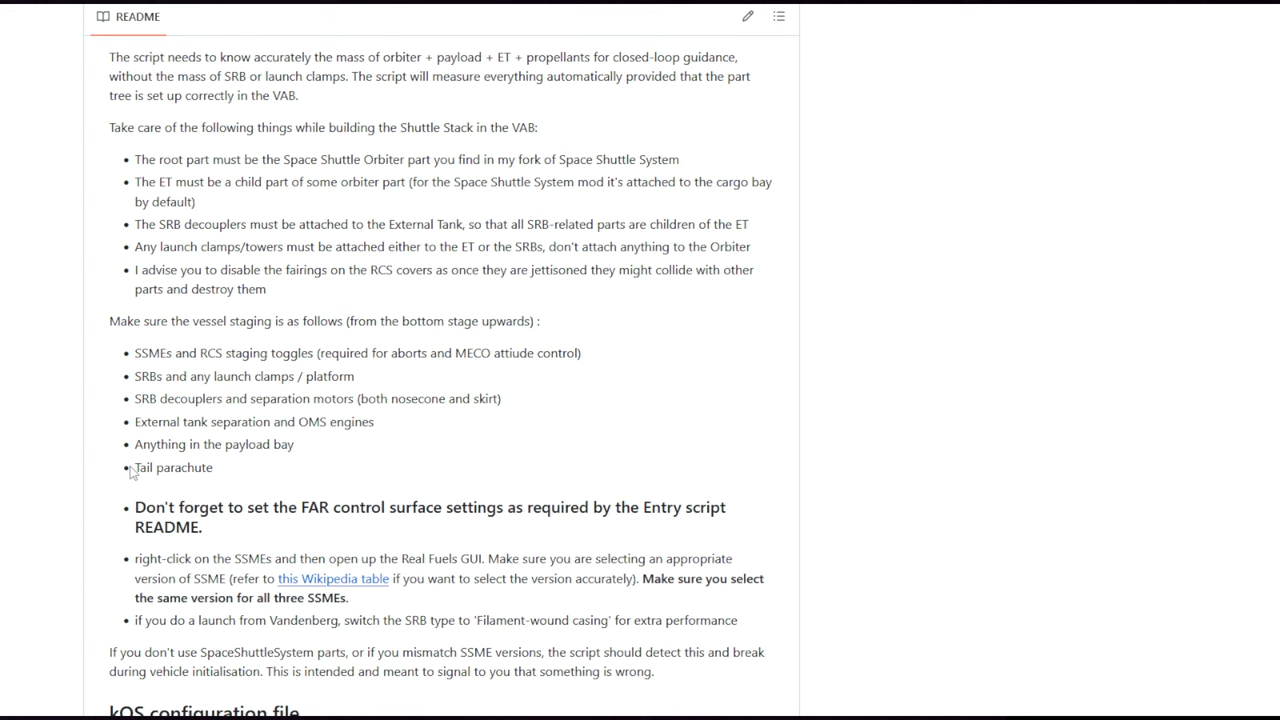 README
The script needs to know accurately the mass of orbiter + payload + ET + propellants for closed-loop guidance,
without the mass of SRB or launch clamps. The script will measure everything automatically provided that the part
tree is set up correctly in the VAB.
Take care of the following things while building the Shuttle Stack in the VAB:
• The root part must be the Space Shuttle Orbiter part you find in my fork of Space Shuttle System
• The ET must be a child part of some orbiter part (for the Space Shuttle System mod it's attached to the cargo bay
by default)
• The SRB decouplers must be attached to the External Tank, so that all SRB-related parts are children of the ET
• Any launch clamps/towers must be attached either to the ET or the SRBs, don't attach anything to the Orbiter
• I advise you to disable the fairings on the RCS covers as once they are jettisoned they might collide with other
parts and destroy them
Make sure the vessel staging is as follows (from the bottom stage upwards) :
• SSMEs and RCS staging toggles (required for aborts and MECO attiude control)
• SRBs and any launch clamps / platform
• SRB decouplers and separation motors (both nosecone and skirt)
• External tank separation and OMS engines
• Anything in the payload bay
• Tail parachute
• Don't forget to set the FAR control surface settings as required by the Entry script
README.
• right-click on the SSMEs and then open up the Real Fuels GUI. Make sure you are selecting an appropriate
version of SSME (refer to this Wikipedia table if you want to select the version accurately). Make sure you select
the same version for all three SSMEs.
• if you do a launch from Vandenberg, switch the SRB type to 'Filament-wound casing' for extra performance
If you don't use SpaceShuttleSystem parts, or if you mismatch SSME versions, the script should detect this and break
during vehicle initialisation. This is intended and meant to signal to you that something is wrong.
kOS configuration file